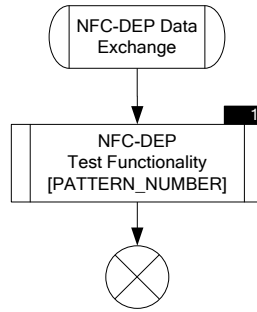 NFC-DEP Data
Exchange
1
NFC-DEP
Test Functionality
[PATTERN_NUMBER]